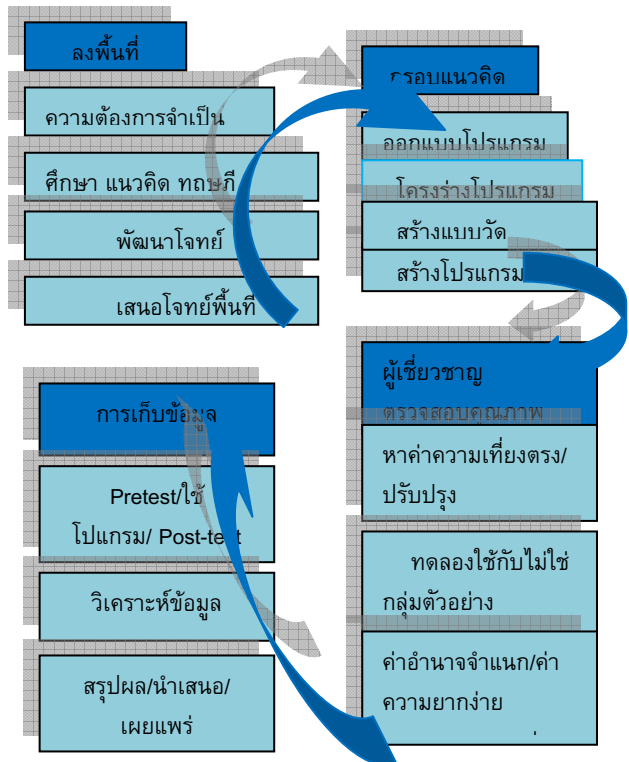 ลงพื้นที่
ความต้องการจำเป็น
ศึกษา แนวคิด ทฤษฎี
พัฒนาโจทย์
เสนอโจทย์พื้นที่
กรอบแนวคิด
ออกแบบโปรแกรม
โครงร่างโปรแกรม
สร้างแบบวัด
สร้างโปรแกรม
ผู้เชี่ยวชาญ
ตรวจสอบคุณภาพ
หาค่าความเที่ยงตรง/
ปรับปรุง
ทดลองใช้กับไม่ใช่
กลุ่มตัวอย่าง
ค่าอำนาจจำแนก/ค่า
ความยากง่าย
การเก็บข้อมูล
Pretest/ใช้
โปแกรม/ Post-test
วิเคราะห์ข้อมูล
สรุปผล/นำเสนอ/
เผยแพร่